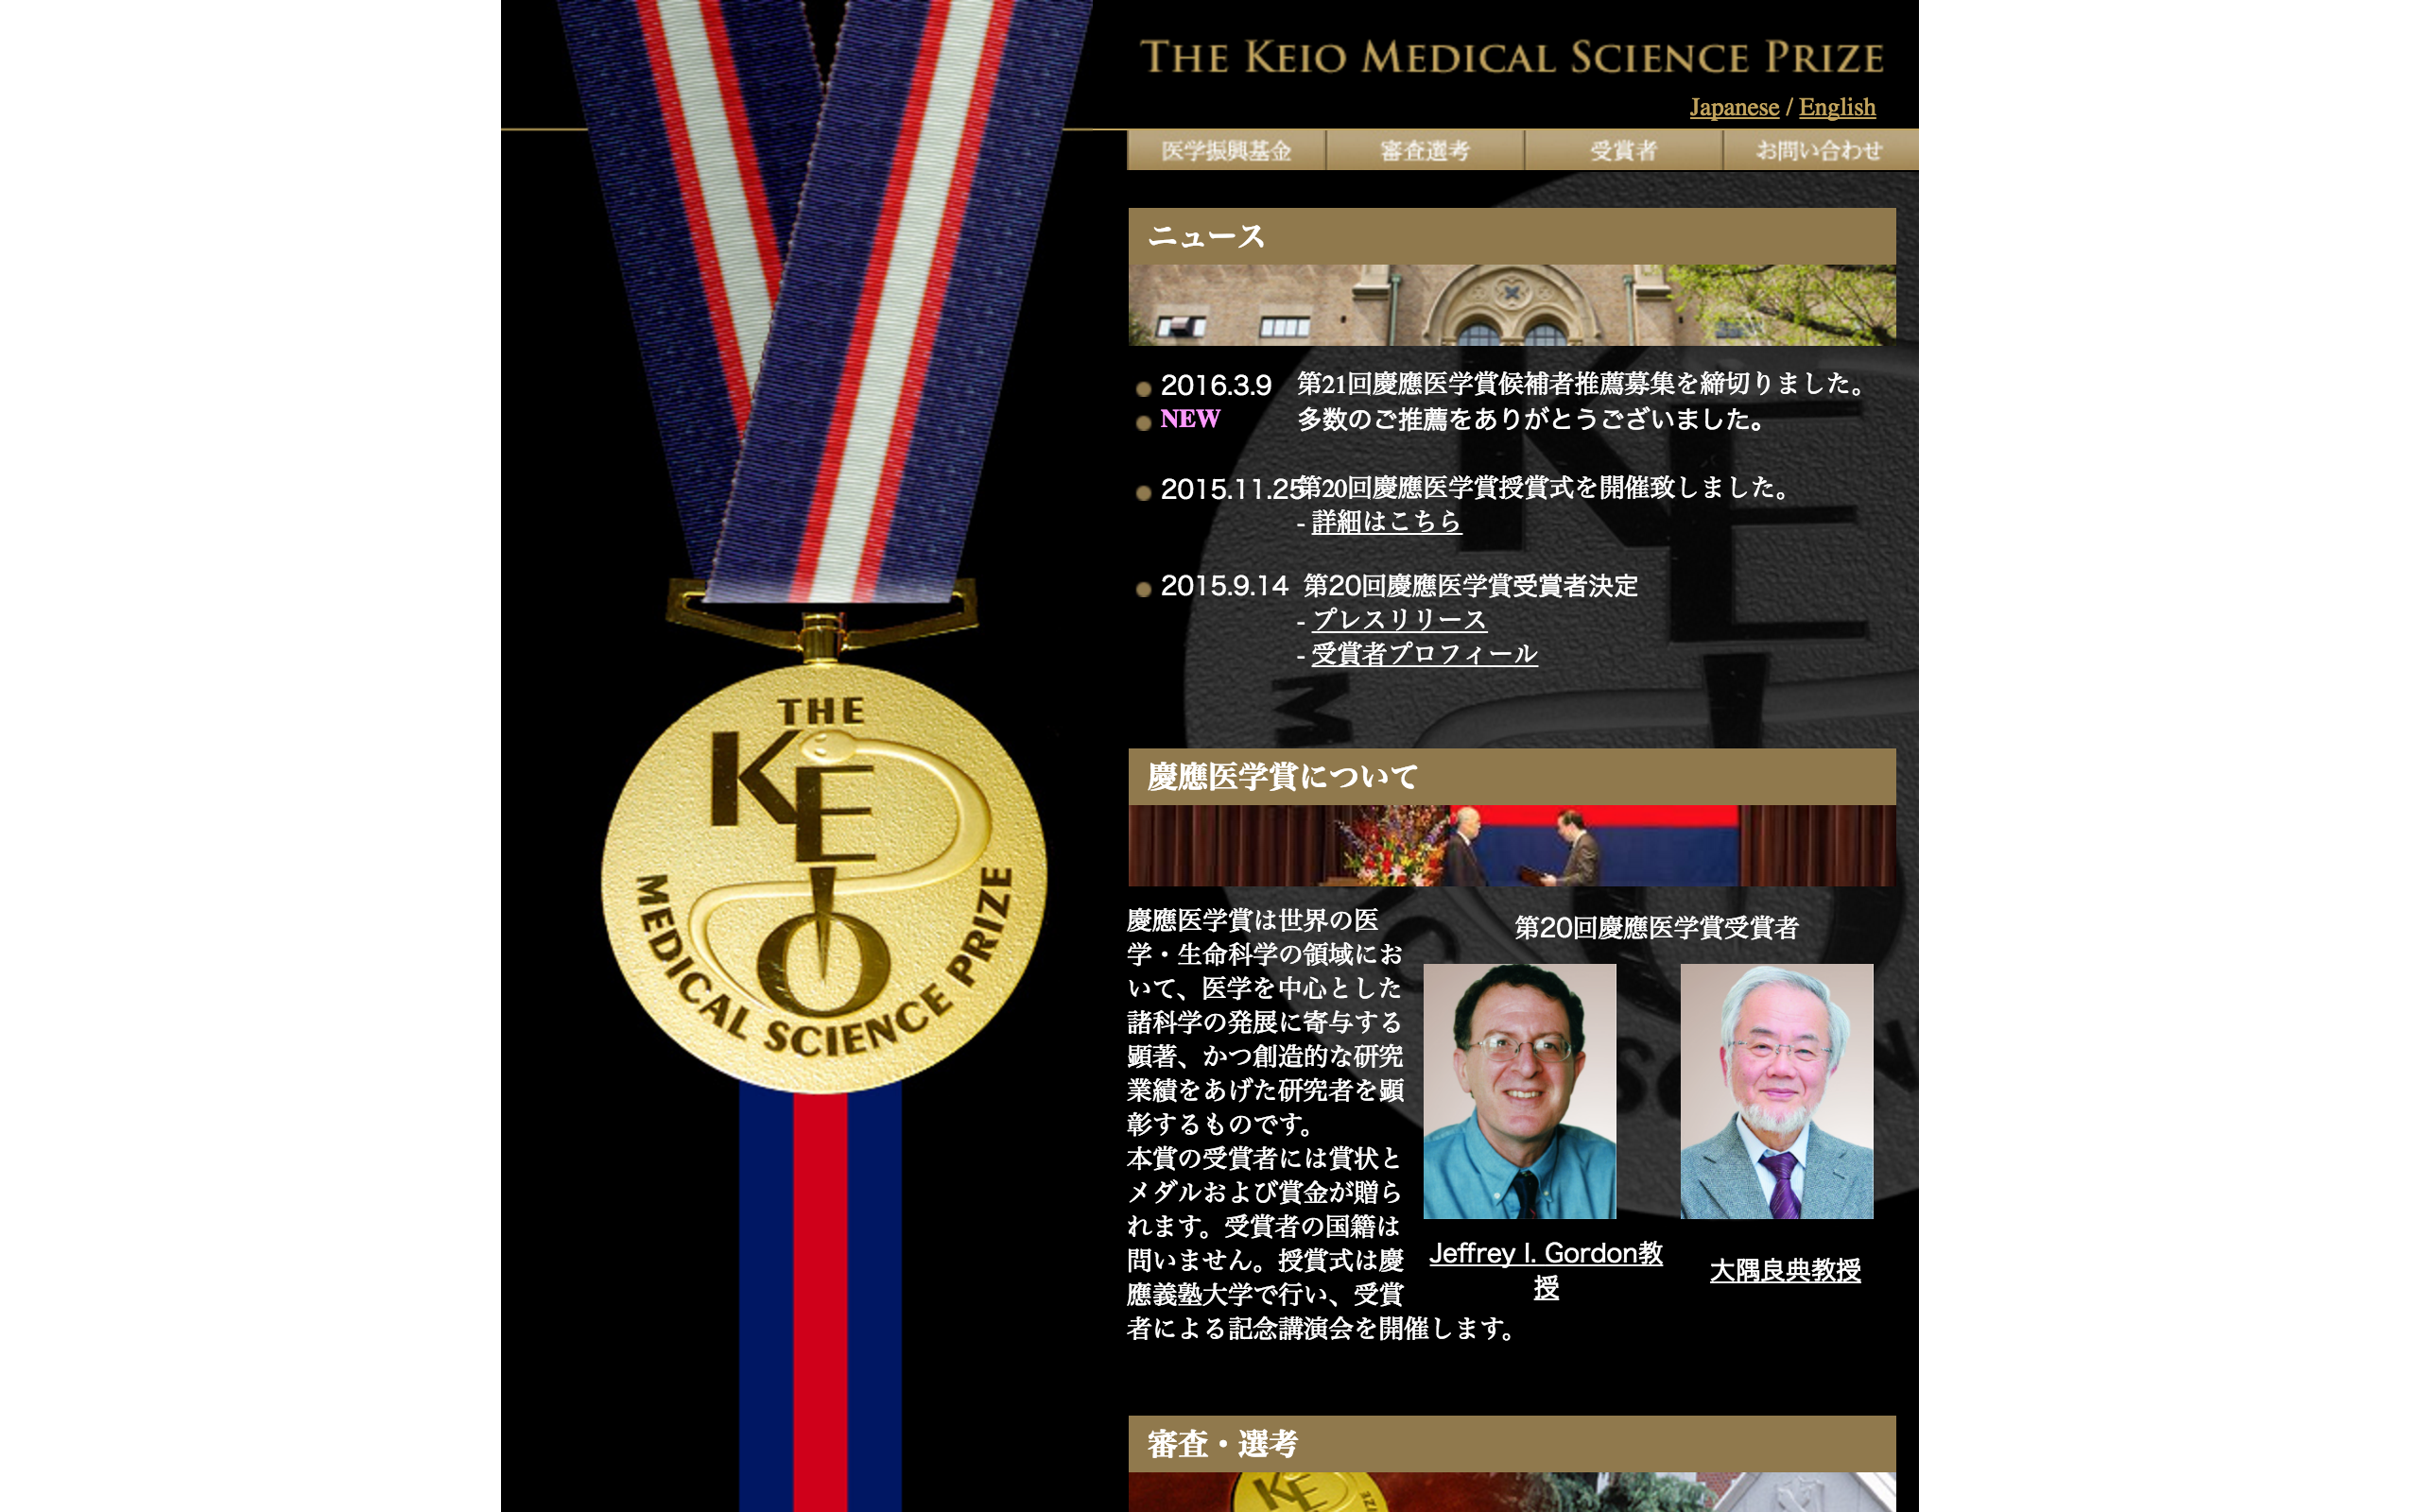 THE KEIO MEDICAL SCIENCE PRIZE
Japanese / English
医学振興基金 審査選考 受賞者 お問い合わせ
ニュース
2016.3.9 第21回慶應医学賞候補者推薦募集を締切りました。
NEW 多数のご推薦をありがとうございました。
2015.11.25第20回慶應医学賞授賞式を開催致しました。
- 詳細はこちら
2015.9.14 第20回慶應医学賞受賞者決定
- プレスリリース
- 受賞者プロフィール
THE
KEIO
MEDICAL SCIENCE PRIZE
慶應医学賞について
慶應医学賞は世界の医
学・生命科学の領域にお
いて、医学を中心とした
諸科学の発展に寄与する
顕著、かつ創造的な研究
業績をあげた研究者を顕
彰するものです。
本賞の受賞者には賞状と
メダルおよび賞金が贈ら
れます。受賞者の国籍は
問いません。授賞式は慶
應義塾大学で行い、受賞
者による記念講演会を開催します。
第20回慶應医学賞受賞者
Jeffrey I. Gordon教
授
大隅良典教授
審査・選考